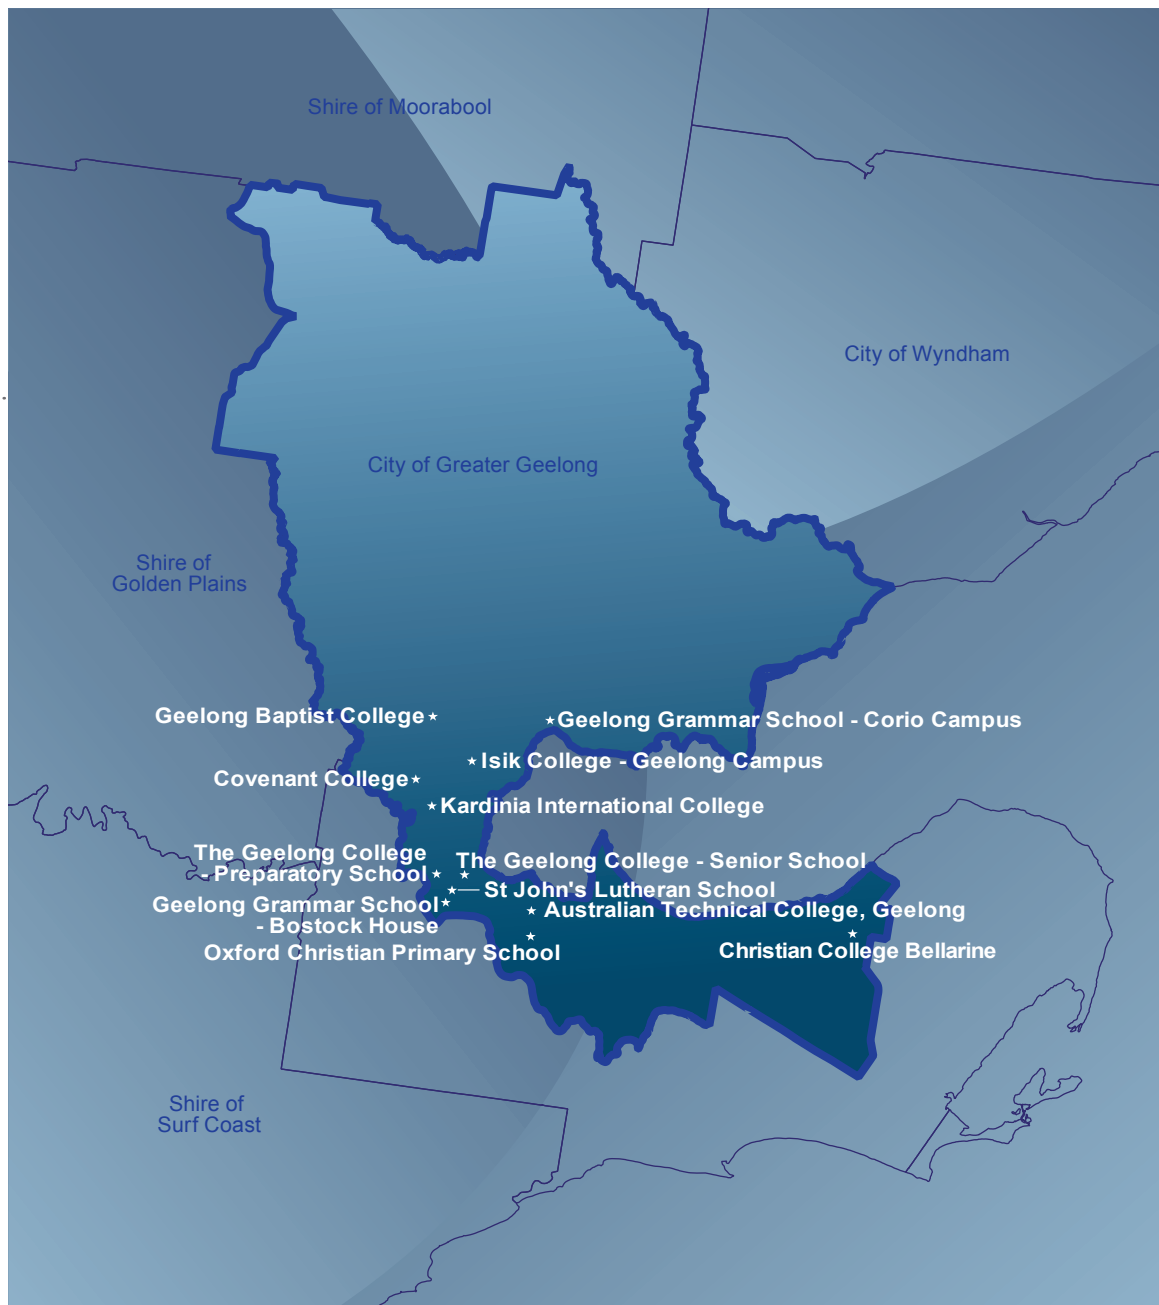 Shire of Moorabool
City of Wyndham
City of Greater Geelong
Shire of
Golden Plains
Geelong Baptist College
Geelong Grammar School - Corio Campus
Isik College - Geelong Campus
Covenant College
Kardinia International College
The Geelong College
- Preparatory School
The Geelong College - Senior School
St John's Lutheran School
Geelong Grammar School
- Bostock House
Australian Technical College, Geelong
Oxford Christian Primary School
Christian College Bellarine
Shire of
Surf Coast